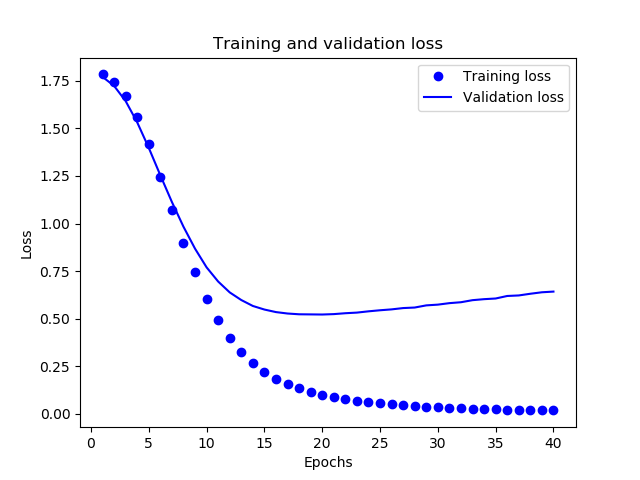 Training and validation loss
Training loss
Validation loss
1.75
1.50
1.25
1.00
0.75
0.50
0.25
0.00
Loss
0 5 10 15 20 25 30 35 40
Epochs